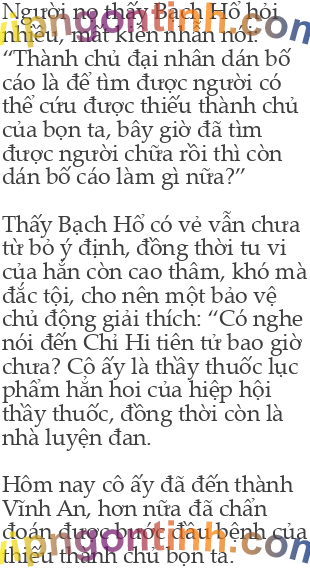 Người nọ thấy Bạch Hổ hỏi
nhiều, mất kiên nhẫn nói:
“Thành chủ đại nhân dán bố
cáo là để tìm được người có
thể cứu được thiếu thành chủ
của bọn ta, bây giờ đã tìm
được người chữa rồi thì còn
dán bố cáo làm gì nữa?”
Thấy Bạch Hổ có vẻ vẫn chưa
từ bỏ ý định, đồng thời tu vi
của hắn còn cao thâm, khó mà
đắc tội, cho nên một bảo vệ
chủ động giải thích: “Có nghe
nói đến Chỉ Hi tiên tử bao giờ
chưa? Cô ấy là thầy thuốc lục
phẩm hẳn hoi của hiệp hội
thầy thuốc, đồng thời còn là
nhà luyện đan.
Hôm nay cô ấy đã đến thành
Vĩnh An, hơn nữa đã chẩn
đoán được bước đầu bệnh của
thiếu thành chủ bọn ta.